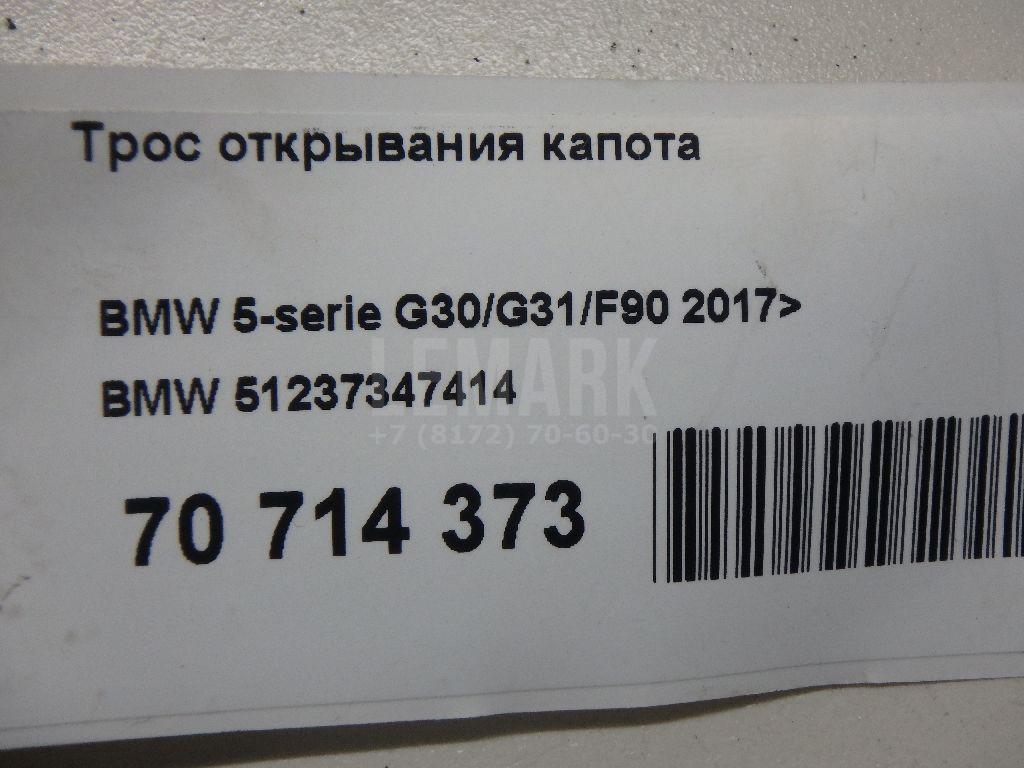 Трос открывания капота
BMW 5-serie G30/G31/F90 2017>
LEMARK
BMW 51237347414
+7 (8172) 70-60-30
70 714 373